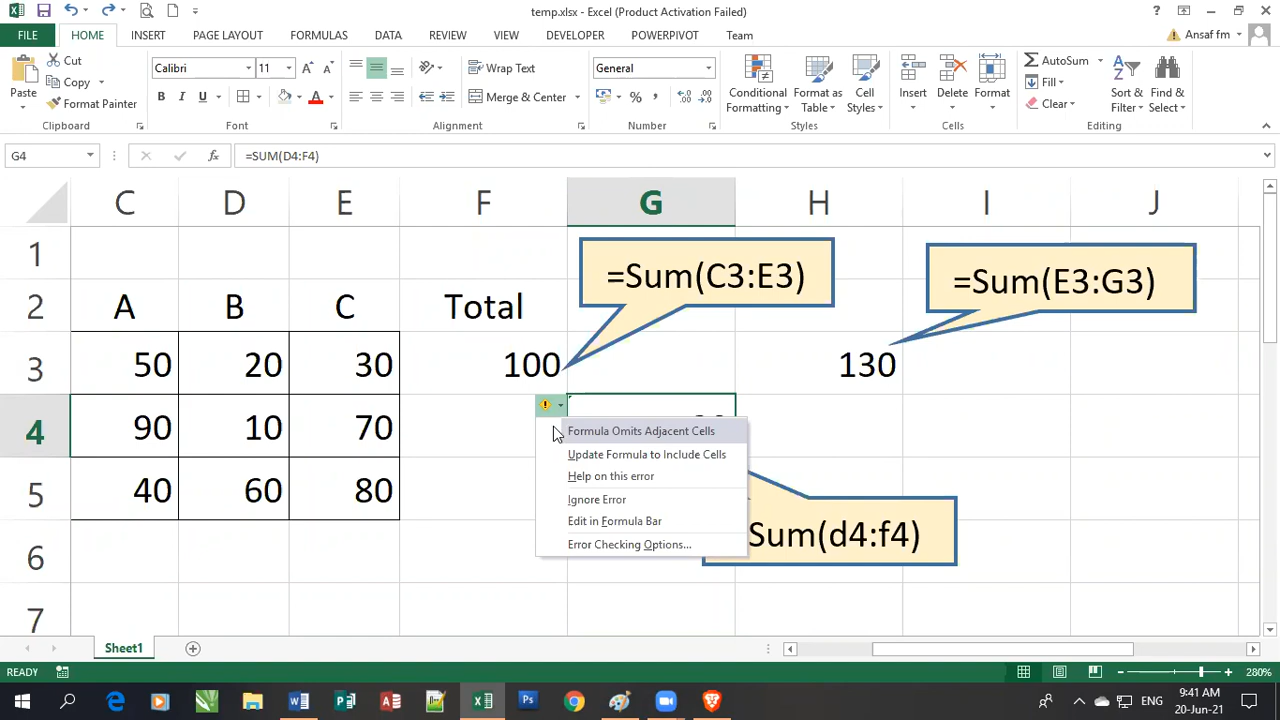 temp.xlsx - Excel (Product Activation Failed)
FILE HOME INSERT PAGE LAYOUT FORMULAS DATA REVIEW VIEW DEVELOPER POWERPIVOT Team Ansaf fm
Paste
Cut
Copy
Format Painter
Clipboard
Calibri 11
B I U
Font
Wrap Text
Merge & Center
Alignment
General
Number
Conditional
Formatting
Format as
Table
Cell
Styles
Styles
Insert Delete Format
Cells
AutoSum
Fill
Clear
Sort &
Filter
Find &
Select
Editing
G4 fx =SUM(D4:F4)
C D E F G H I J
1
=Sum(C3:E3) =Sum(E3:G3)
2 A B C Total
3 50 20 30 100 130
4 90 10 70
5 40 60 80
6
7
Formula Omits Adjacent Cells
Update Formula to Include Cells
Help on this error
Ignore Error
Edit in Formula Bar
Error Checking Options...
Sum(d4:f4)
Sheet1
READY 280%
ENG 9:41 AM
20-Jun-21